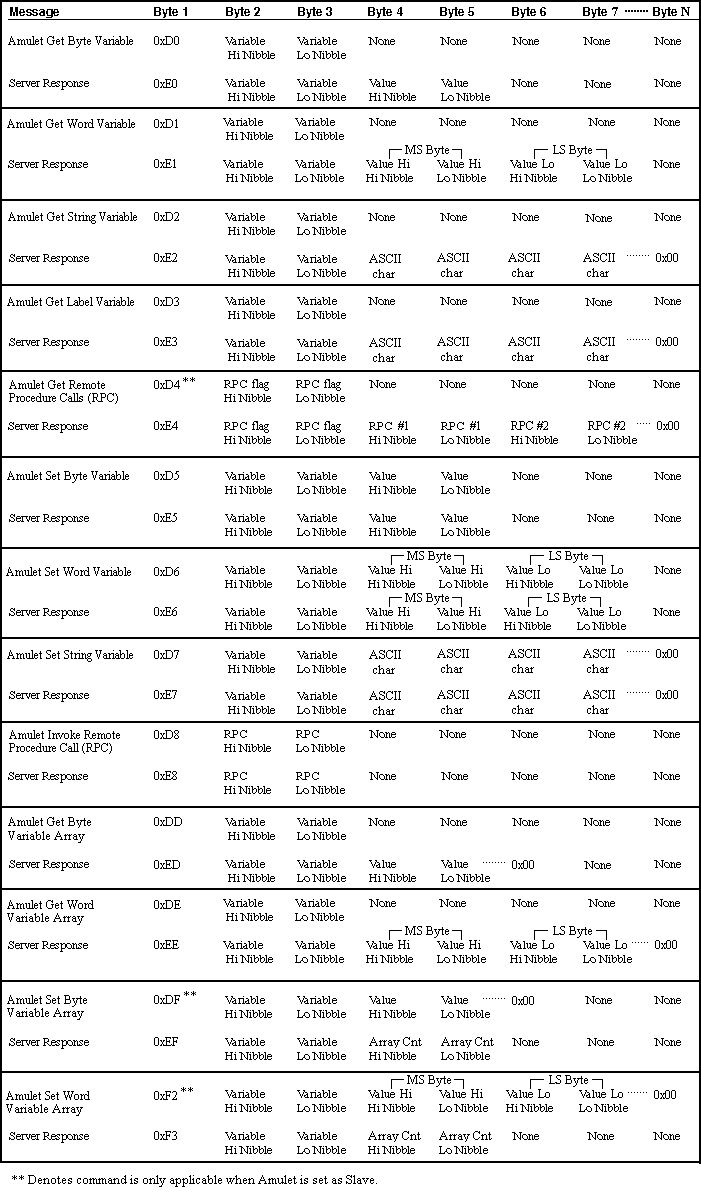 Message Byte 1 Byte 2 Byte 3 Byte 4 Byte 5 Byte 6 Byte 7 ········ Byte N
Amulet Get Byte Variable 0xD0 Variable Variable None None None None None
Hi Nibble Lo Nibble
Server Response 0xE0 Variable Variable Value Value None None None
Hi Nibble Lo Nibble Hi Nibble Lo Nibble
Amulet Get Word Variable 0xD1 Variable Variable None None None None None
Hi Nibble Lo Nibble
MS Byte LS Byte
Server Response 0xE1 Variable Variable Value Hi Value Hi Value Lo Value Lo None
Hi Nibble Lo Nibble Hi Nibble Lo Nibble Hi Nibble Lo Nibble
Amulet Get String Variable 0xD2 Variable Variable None None None None None
Hi Nibble Lo Nibble
Server Response 0xE2 Variable Variable ASCII ASCII ASCII ASCII ········ 0x00
Hi Nibble Lo Nibble char char char char
Amulet Get Label Variable 0xD3 Variable Variable None None None None None
Hi Nibble Lo Nibble
Server Response 0xE3 Variable Variable ASCII ASCII ASCII ASCII ········ 0x00
Hi Nibble Lo Nibble char char char char
Amulet Get Remote 0xD4 ** RPC flag RPC flag None None None None None
Procedure Calls (RPC) Hi Nibble Lo Nibble
Server Response 0xE4 RPC flag RPC flag RPC #1 RPC #1 RPC #2 RPC #2 ····· 0x00
Hi Nibble Lo Nibble Hi Nibble Lo Nibble Hi Nibble Lo Nibble
Amulet Set Byte Variable 0xD5 Variable Variable Value Value None None None
Hi Nibble Lo Nibble Hi Nibble Lo Nibble
Server Response 0xE5 Variable Variable Value Value None None None
Hi Nibble Lo Nibble Hi Nibble Lo Nibble
MS Byte LS Byte
Amulet Set Word Variable 0xD6 Variable Variable Value Hi Value Hi Value Lo Value Lo None
Hi Nibble Lo Nibble Hi Nibble Lo Nibble Hi Nibble Lo Nibble
MS Byte LS Byte
Server Response 0xE6 Variable Variable Value Hi Value Hi Value Lo Value Lo None
Hi Nibble Lo Nibble Hi Nibble Lo Nibble Hi Nibble Lo Nibble
Amulet Set String Variable 0xD7 Variable Variable ASCII ASCII ASCII ASCII ········ 0x00
Hi Nibble Lo Nibble char char char char
Server Response 0xE7 Variable Variable ASCII ASCII ASCII ASCII ········ 0x00
Hi Nibble Lo Nibble char char char char
Amulet Invoke Remote 0xD8 RPC RPC None None None None None
Procedure Call (RPC) Hi Nibble Lo Nibble
Server Response 0xE8 RPC RPC None None None None None
Hi Nibble Lo Nibble
Amulet Get Byte 0xDD Variable Variable None None None None None
Variable Array Hi Nibble Lo Nibble
Server Response 0xED Variable Variable Value Value ········ 0x00 None None
Hi Nibble Lo Nibble Hi Nibble Lo Nibble
Amulet Get Word 0xDE Variable Variable None None None None None
Variable Array Hi Nibble Lo Nibble
MS Byte LS Byte
Server Response 0xEE Variable Variable Value Hi Value Hi Value Lo Value Lo ······ 0x00
Hi Nibble Lo Nibble Hi Nibble Lo Nibble Hi Nibble Lo Nibble
Amulet Set Byte 0xDF ** Variable Variable Value Value ········ 0x00 None None
Variable Array Hi Nibble Lo Nibble Hi Nibble Lo Nibble
Server Response 0xEF Variable Variable Array Cnt Array Cnt None None None
Hi Nibble Lo Nibble Hi Nibble Lo Nibble
MS Byte LS Byte
Amulet Set Word 0xF2 ** Variable Variable Value Hi Value Hi Value Lo Value Lo ········ 0x00
Variable Array Hi Nibble Lo Nibble Hi Nibble Lo Nibble Hi Nibble Lo Nibble
Server Response 0xF3 Variable Variable Array Cnt Array Cnt None None None
Hi Nibble Lo Nibble Hi Nibble Lo Nibble
** Denotes command is only applicable when Amulet is set as Slave.